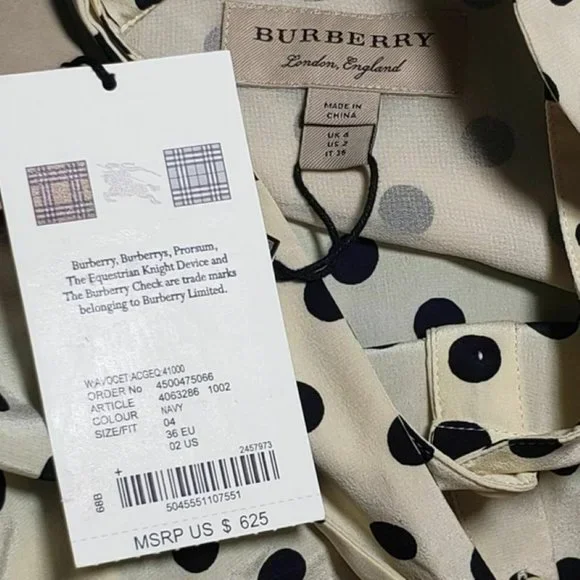 BURBERRY
London, England
MADE IN
CHINA
UK 4
US 2
IT 36
Burberry, Burberrys, Prorsum,
The Equestrian Knight Device and
The Burberry Check are trade marks
belonging to Burberry Limited.
W:AVOCET:ACGEQ:41000
ORDER No 4500475066
ARTICLE 4063286 1002
COLOUR NAVY
SIZE/FIT 04
36 EU
02 US
2457973
+
68B
5045551107551
MSRP US $ 625